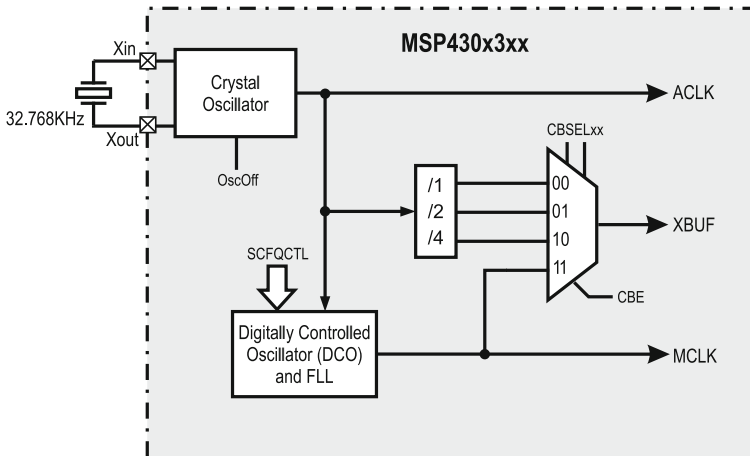 MSP430x3xx
Xin
Crystal
Oscillator
ACLK
32.768KHz
Xout
OscOff
CBSELxx
/1
/2
/4
00
01
10
11
XBUF
SCFQCTL
CBE
Digitally Controlled
Oscillator (DCO)
and FLL
MCLK